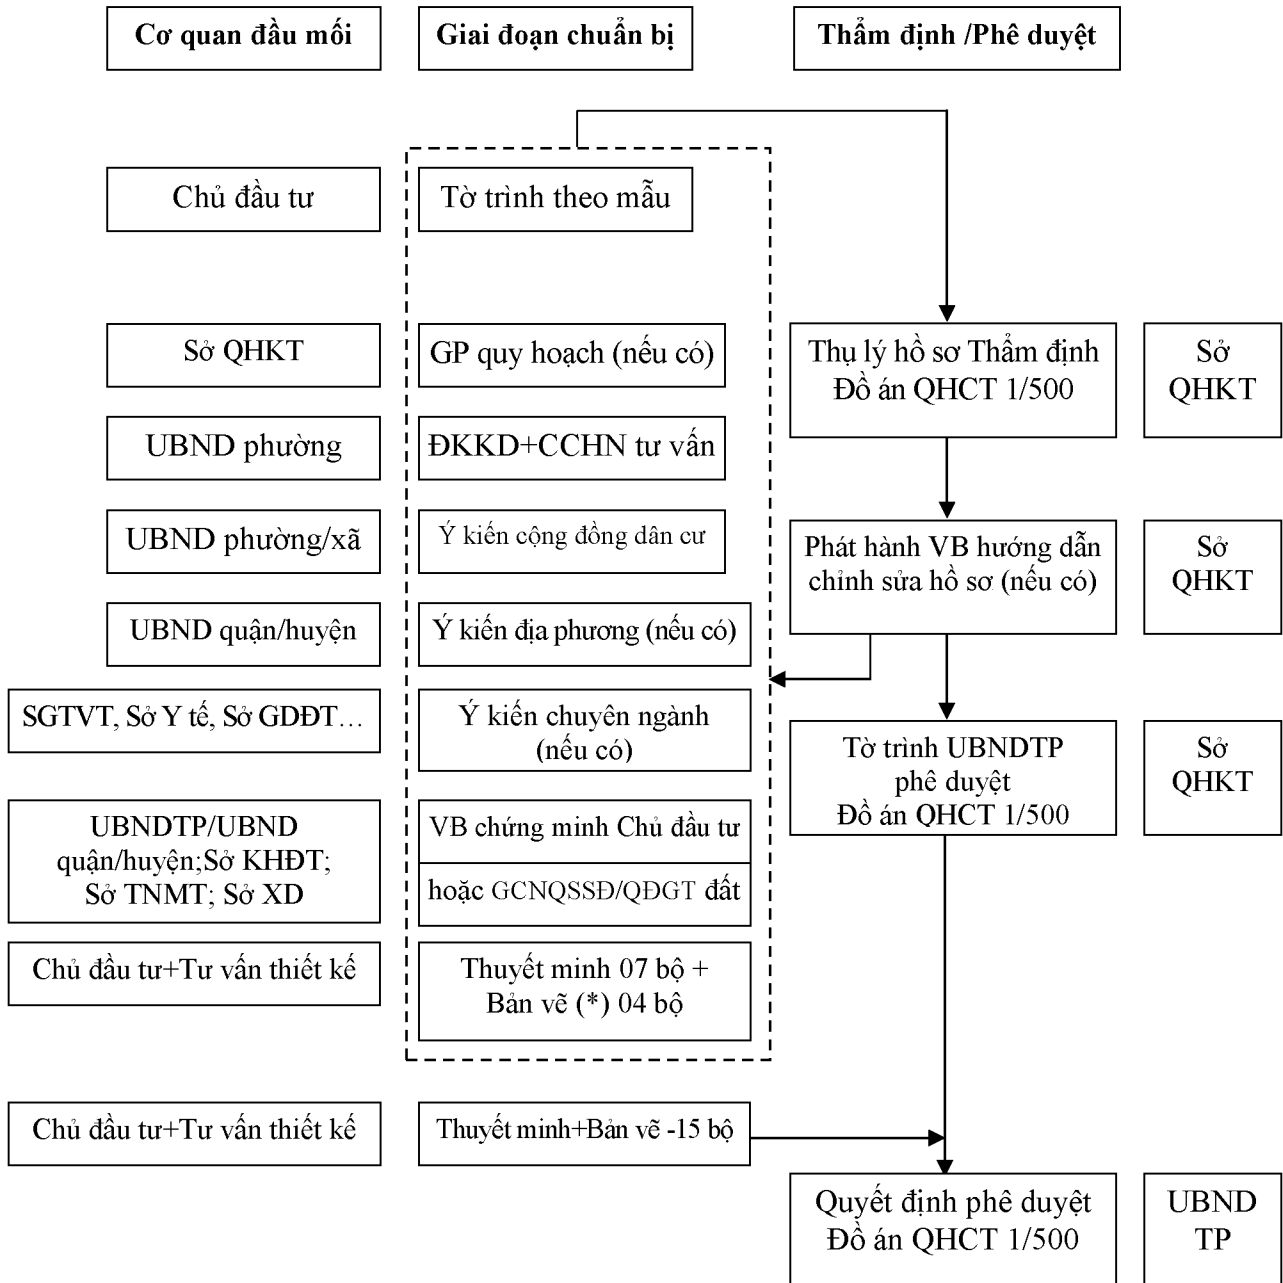 Cơ quan đầu mối
Giai đoạn chuẩn bị
Thẩm định /Phê duyệt
Chủ đầu tư
Tờ trình theo mẫu
Sở QHKT
GP quy hoạch (nếu có)
Thụ lý hồ sơ Thẩm định
Đồ án QHCT 1/500
Sở
QHKT
UBND phường
ĐKKD+CCHN tư vấn
UBND phường/xã
Ý kiến cộng đồng dân cư
Phát hành VB hướng dẫn
chỉnh sửa hồ sơ (nếu có)
Sở
QHKT
UBND quận/huyện
Ý kiến địa phương (nếu có)
SGTVT, Sở Y tế, Sở GDĐT…
Ý kiến chuyên ngành
(nếu có)
Tờ trình UBNDTP
phê duyệt
Đồ án QHCT 1/500
Sở
QHKT
UBNDTP/UBND
quận/huyện;Sở KHĐT;
Sở TNMT; Sở XD
VB chứng minh Chủ đầu tư
hoặc GCNQSSĐ/QĐGT đất
Chủ đầu tư+Tư vấn thiết kế
Thuyết minh 07 bộ +
Bản vẽ (*) 04 bộ
Chủ đầu tư+Tư vấn thiết kế
Thuyết minh+Bản vẽ -15 bộ
Quyết định phê duyệt
Đồ án QHCT 1/500
UBND
TP